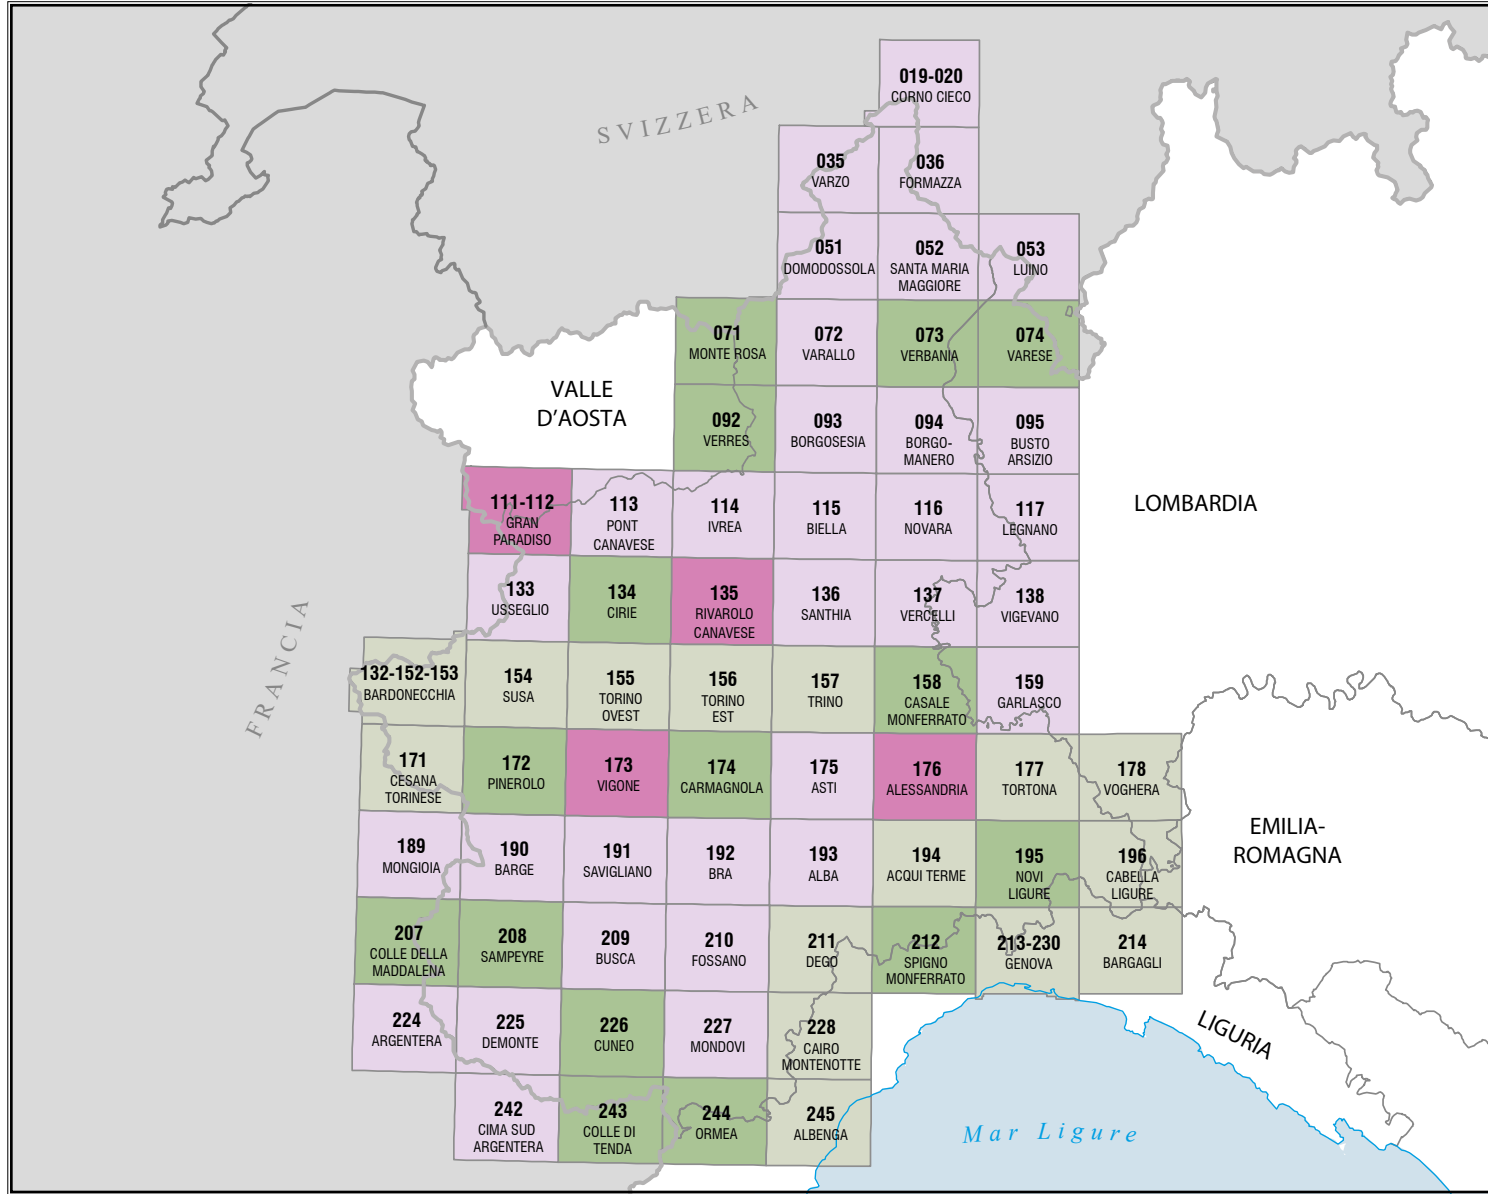 019-020
CORNO CIECO
SVIZZERA
035
VARZO
036
FORMAZZA
051
DOMODOSSOLA
052
SANTA MARIA
MAGGIORE
053
LUINO
071
MONTE ROSA
072
VARALLO
073
VERBANIA
074
VARESE
VALLE
D'AOSTA
092
VERRES
093
BORGOSESIA
094
BORGO-
MANERO
095
BUSTO
ARSIZIO
111-112
GRAN
PARADISO
113
PONT
CANAVESE
114
IVREA
115
BIELLA
116
NOVARA
117
LEGNANO
LOMBARDIA
133
USSEGLIO
134
CIRIE
135
RIVAROLO
CANAVESE
136
SANTHIA
137
VERCELLI
138
VIGEVANO
FRANCIA
132-152-153
BARDONECCHIA
154
SUSA
155
TORINO
OVEST
156
TORINO
EST
157
TRINO
158
CASALE
MONFERRATO
159
GARLASCO
171
CESANA
TORINESE
172
PINEROLO
173
VIGONE
174
CARMAGNOLA
175
ASTI
176
ALESSANDRIA
177
TORTONA
178
VOGHERA
189
MONGIOIA
190
BARGE
191
SAVIGLIANO
192
BRA
193
ALBA
194
ACQUI TERME
195
NOVI
LIGURE
196
CABELLA
LIGURE
EMILIA-
ROMAGNA
207
COLLE DELLA
MADDALENA
208
SAMPEYRE
209
BUSCA
210
FOSSANO
211
DEGO
212
SPIGNO
MONFERRATO
213-230
GENOVA
214
BARGAGLI
224
ARGENTERA
225
DEMONTE
226
CUNEO
227
MONDOVI
228
CAIRO
MONTENOTTE
LIGURIA
242
CIMA SUD
ARGENTERA
243
COLLE DI
TENDA
244
ORMEA
245
ALBENGA
Mar Ligure